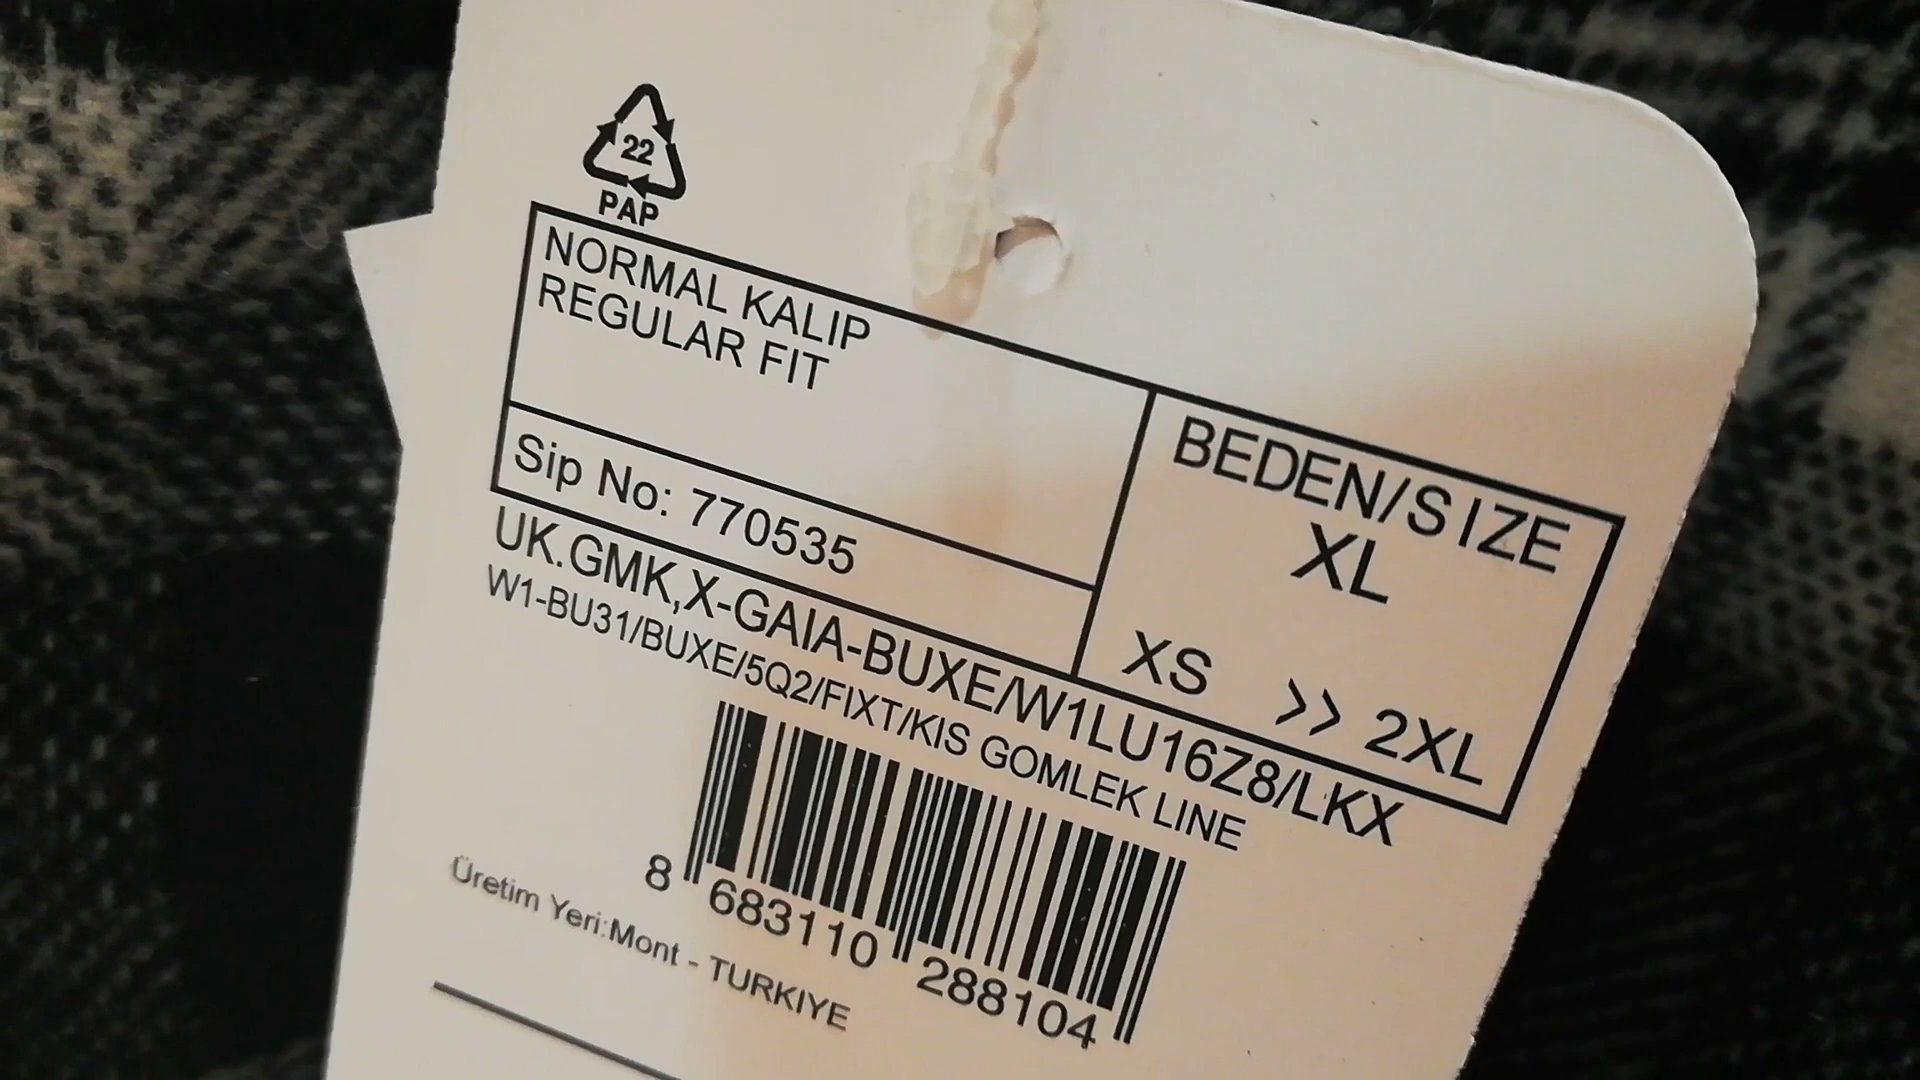 22
PAP
NORMAL KALIP
REGULAR FIT
Sip No: 770535
BEDEN/SIZE
XL
XS >> 2XL
UK.GMK,X-GAIA-BUXE/W1LU16Z8/LKX
W1-BU31/BUXE/5Q2/FIXT/KIS GOMLEK LINE
8 683110 288104
Üretim Yeri:Mont - TURKIYE